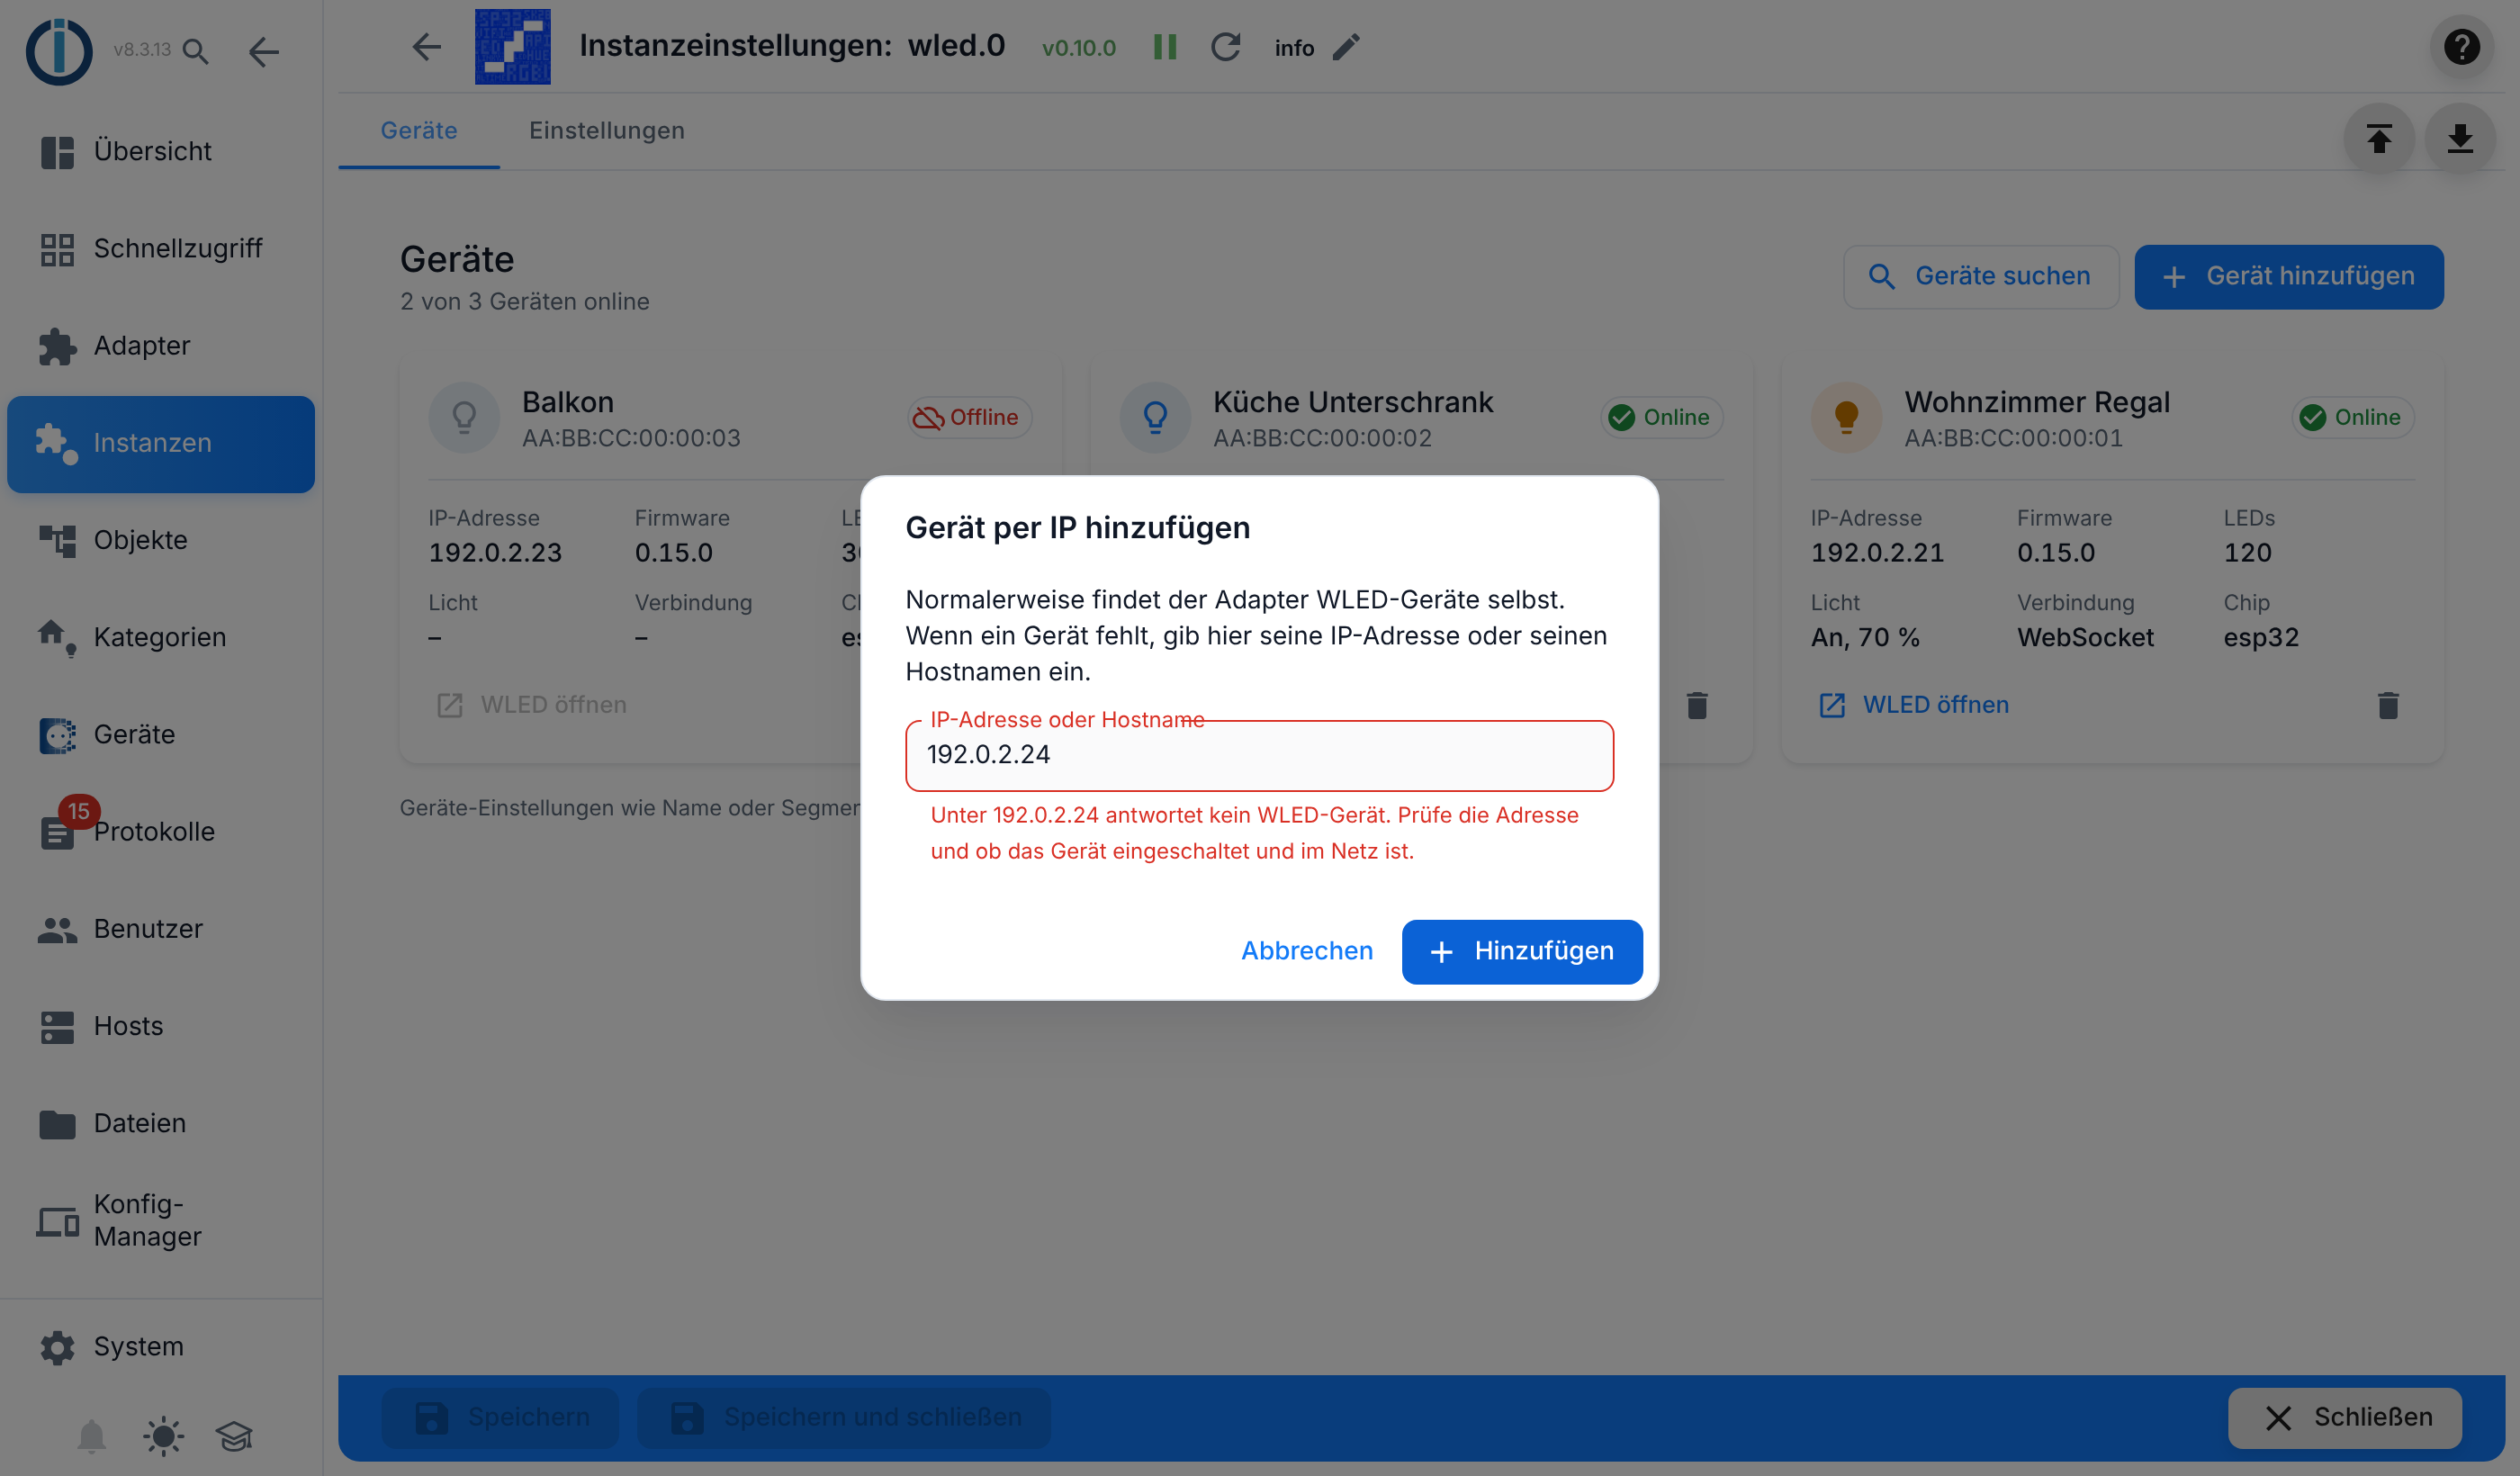 v8.3.13
Instanzeinstellungen: wled.0
v0.10.0
info
Geräte
Einstellungen
Übersicht
Schnellzugriff
Adapter
Instanzen
Objekte
Kategorien
Geräte
15
Protokolle
Benutzer
Hosts
Dateien
Konfig-
Manager
System
Geräte
2 von 3 Geräten online
Geräte suchen
Gerät hinzufügen
Balkon
AA:BB:CC:00:00:03
Offline
IP-Adresse
Firmware
192.0.2.23
0.15.0
Licht
Verbindung
–
–
WLED öffnen
Küche Unterschrank
AA:BB:CC:00:00:02
Online
Wohnzimmer Regal
AA:BB:CC:00:00:01
Online
IP-Adresse
Firmware
LEDs
192.0.2.21
0.15.0
120
Licht
Verbindung
Chip
An, 70 %
WebSocket
esp32
WLED öffnen
Geräte-Einstellungen wie Name oder
Gerät per IP hinzufügen
Normalerweise findet der Adapter WLED-Geräte selbst.
Wenn ein Gerät fehlt, gib hier seine IP-Adresse oder seinen
Hostnamen ein.
IP-Adresse oder Hostname
192.0.2.24
Unter 192.0.2.24 antwortet kein WLED-Gerät. Prüfe die Adresse
und ob das Gerät eingeschaltet und im Netz ist.
Abbrechen
Hinzufügen
Speichern
Speichern und schließen
Schließen